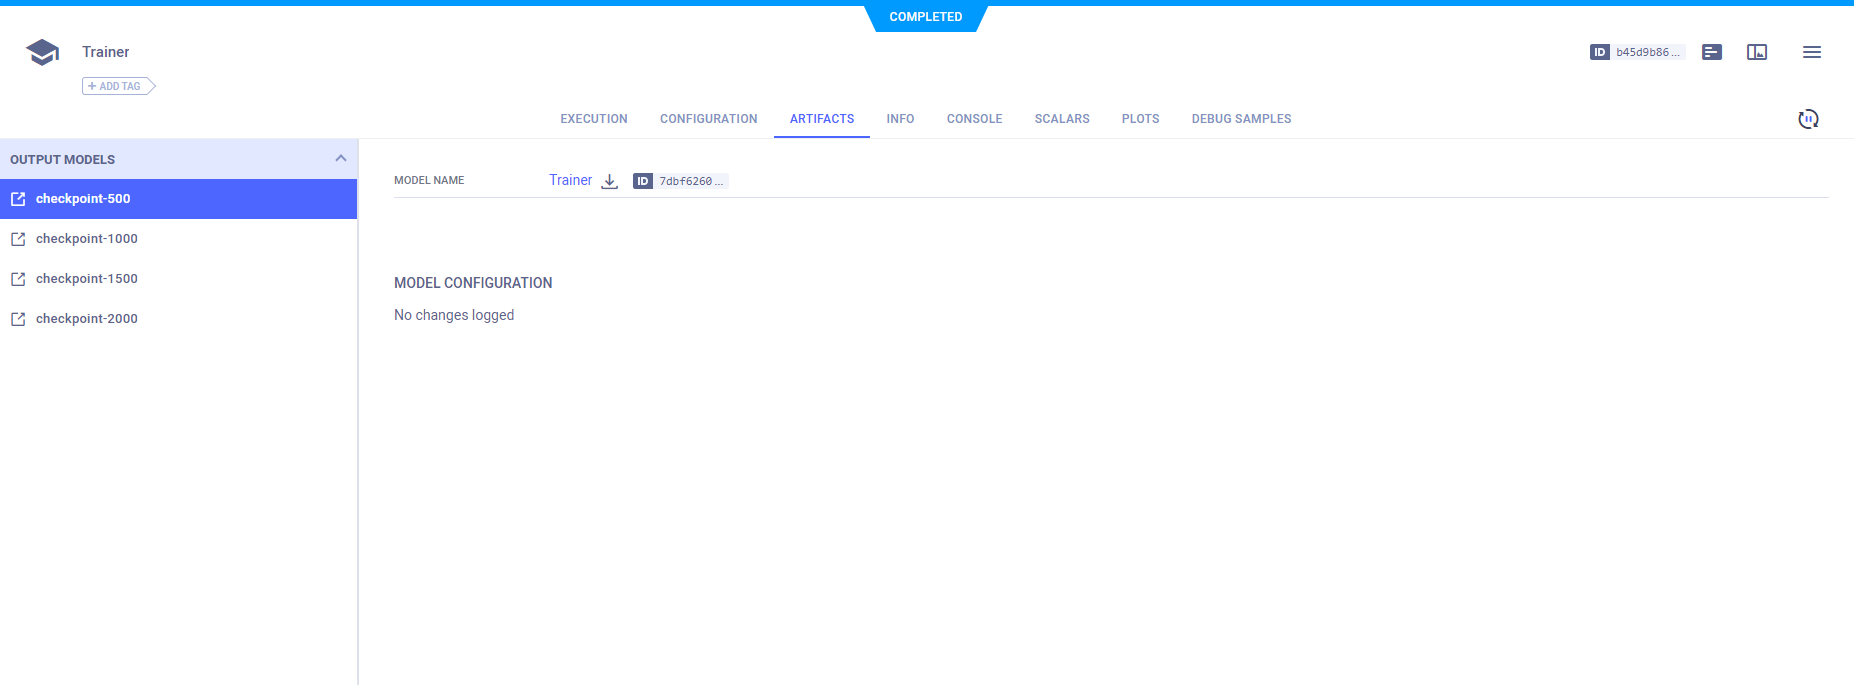 COMPLETED
Trainer
ID b45d9b86...
+ ADD TAG
EXECUTION CONFIGURATION ARTIFACTS INFO CONSOLE SCALARS PLOTS DEBUG SAMPLES
OUTPUT MODELS
checkpoint-500
checkpoint-1000
checkpoint-1500
checkpoint-2000
MODEL NAME Trainer ID 7dbf6260...
MODEL CONFIGURATION
No changes logged